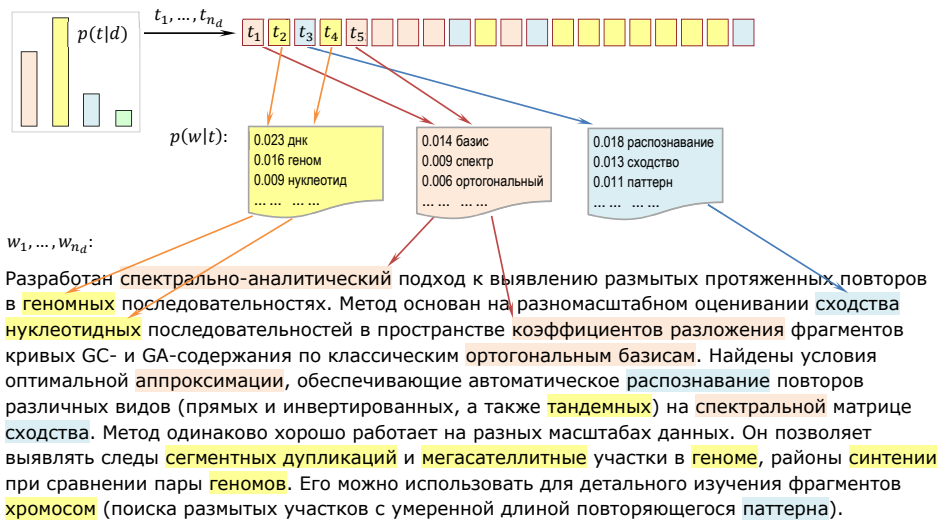 p(t|d)
t₁, ..., t_{n_d}
t₁ t₂ t₃ t₄ t₅
p(w|t):
0.023 днк
0.016 геном
0.009 нуклеотид
... ... ... ...
0.014 базис
0.009 спектр
0.006 ортогональный
... ... ... ...
0.018 распознавание
0.013 сходство
0.011 паттерн
... ... ... ...
w₁, ..., w_{n_d}:
Разработан спектрально-аналитический подход к выявлению размытых протяженных повторов
в геномных последовательностях. Метод основан на разномасштабном оценивании сходства
нуклеотидных последовательностей в пространстве коэффициентов разложения фрагментов
кривых GC- и GA-содержания по классическим ортогональным базисам. Найдены условия
оптимальной аппроксимации, обеспечивающие автоматическое распознавание повторов
различных видов (прямых и инвертированных, а также тандемных) на спектральной матрице
сходства. Метод одинаково хорошо работает на разных масштабах данных. Он позволяет
выявлять следы сегментных дупликаций и мегасателлитные участки в геноме, районы синтении
при сравнении пары геномов. Его можно использовать для детального изучения фрагментов
хромосом (поиска размытых участков с умеренной длиной повторяющегося паттерна).